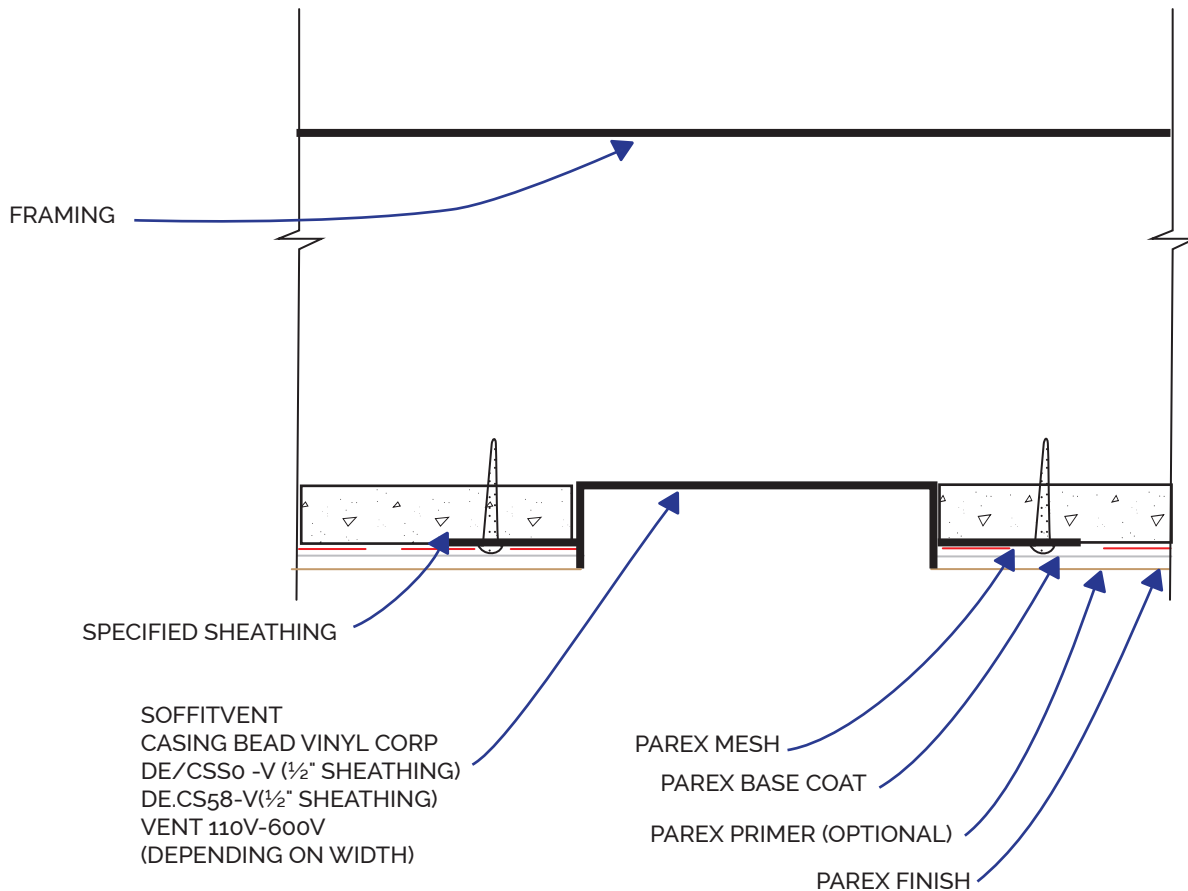 FRAMING
SPECIFIED SHEATHING
SOFFITVENT
CASING BEAD VINYL CORP
DE/CSS0 -V (½" SHEATHING)
DE.CS58-V(½" SHEATHING)
VENT 110V-600V
(DEPENDING ON WIDTH)
PAREX MESH
PAREX BASE COAT
PAREX PRIMER (OPTIONAL)
PAREX FINISH